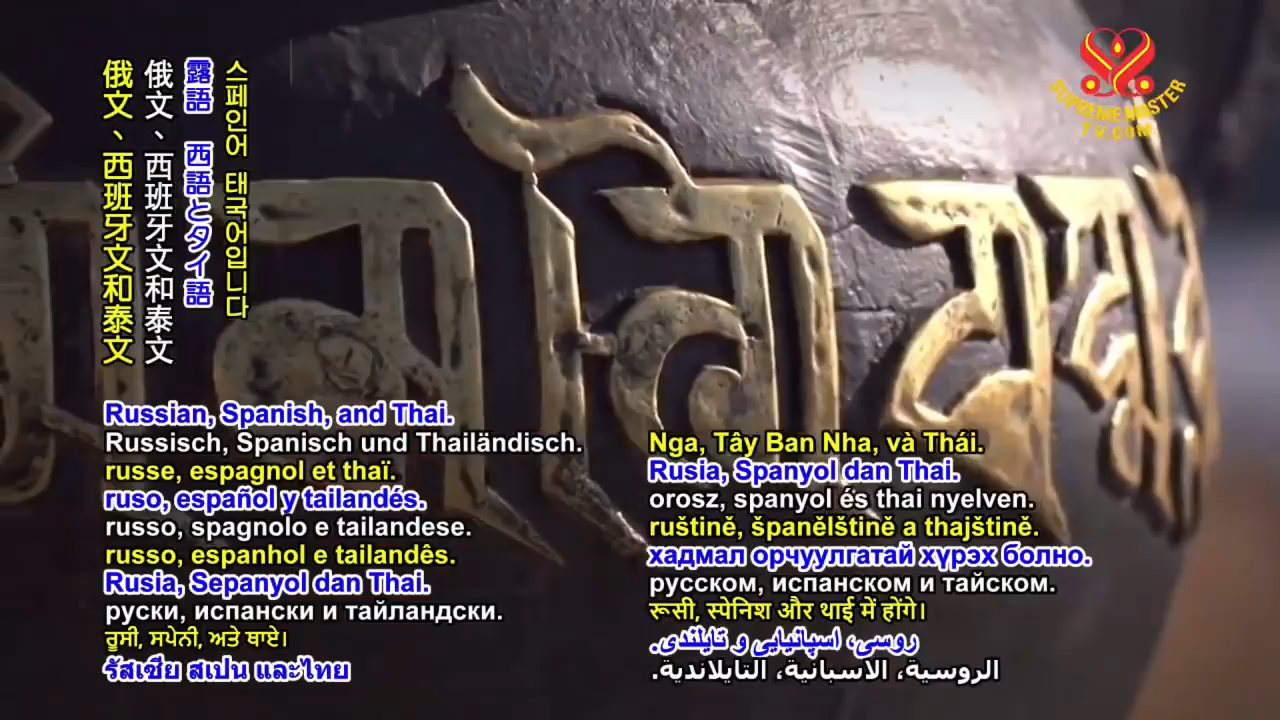 俄文、西班牙文和泰文
俄文、西班牙文和泰文
露語 西語とタイ語
스페인어 태국어입니다
SUPREME MASTER
TV.COM
Russian, Spanish, and Thai.
Russisch, Spanisch und Thailändisch.
russe, espagnol et thaï.
ruso, español y tailandés.
russo, spagnolo e tailandese.
russo, espanhol e tailandês.
Rusia, Sepanyol dan Thai.
руски, испански и тайландски.
ਰੂਸੀ, ਸਪੇਨੀ, ਅਤੇ ਥਾਏ।
รัสเซีย สเปน และไทย
Nga, Tây Ban Nha, và Thái.
Rusia, Spanyol dan Thai.
orosz, spanyol és thai nyelven.
ruštině, španělštině a thajštině.
хадмал орчуулгатай хүрэх болно.
русском, испанском и тайском.
रूसी, स्पेनिश और थाई में होंगे।
روسی، اسپانیایی و تایلندی.
الروسية، الاسبانية، التايلاندية.